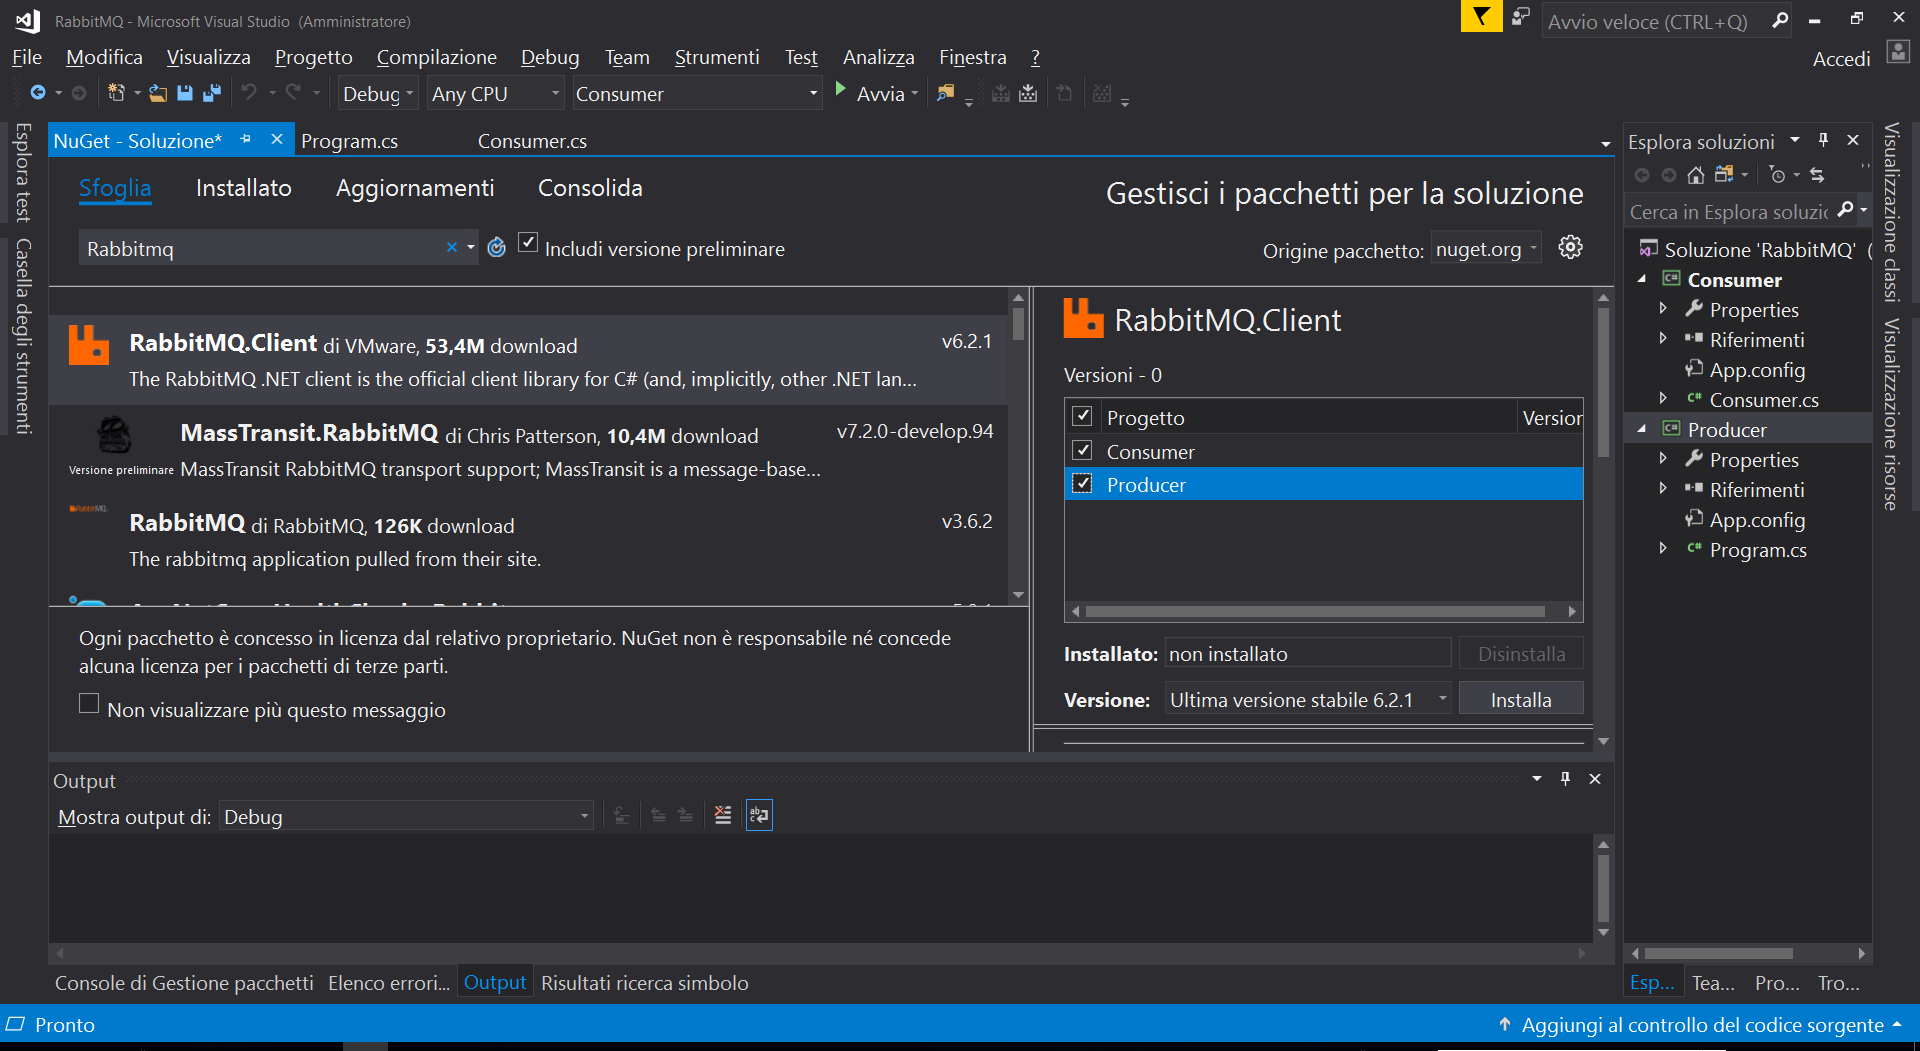 RabbitMQ - Microsoft Visual Studio  (Amministratore)
Avvio veloce (CTRL+Q)
File Modifica Visualizza Progetto Compilazione Debug Team Strumenti Test Analizza Finestra ?
Accedi
Debug Any CPU Consumer Avvia
Esplora test
Casella degli strumenti
NuGet - Soluzione* Program.cs Consumer.cs
Sfoglia Installato Aggiornamenti Consolida
Gestisci i pacchetti per la soluzione
Rabbitmq
Includi versione preliminare
Origine pacchetto: nuget.org
RabbitMQ.Client di VMware, 53,4M download v6.2.1
The RabbitMQ .NET client is the official client library for C# (and, implicitly, other .NET lan...
MassTransit.RabbitMQ di Chris Patterson, 10,4M download v7.2.0-develop.94
Versione preliminare MassTransit RabbitMQ transport support; MassTransit is a message-base...
RabbitMQ di RabbitMQ, 126K download v3.6.2
The rabbitmq application pulled from their site.
Ogni pacchetto è concesso in licenza dal relativo proprietario. NuGet non è responsabile né concede
alcuna licenza per i pacchetti di terze parti.
Non visualizzare più questo messaggio
RabbitMQ.Client
Versioni - 0
Progetto Version
Consumer
Producer
Installato: non installato Disinstalla
Versione: Ultima versione stabile 6.2.1 Installa
Output
Mostra output di: Debug
Console di Gestione pacchetti Elenco errori... Output Risultati ricerca simbolo
Esplora soluzioni
Cerca in Esplora soluzio
Soluzione 'RabbitMQ' (
C# Consumer
Properties
Riferimenti
App.config
C# Consumer.cs
C# Producer
Properties
Riferimenti
App.config
C# Program.cs
Esp... Tea... Pro... Tro...
Visualizzazione classi
Visualizzazione risorse
Pronto
Aggiungi al controllo del codice sorgente